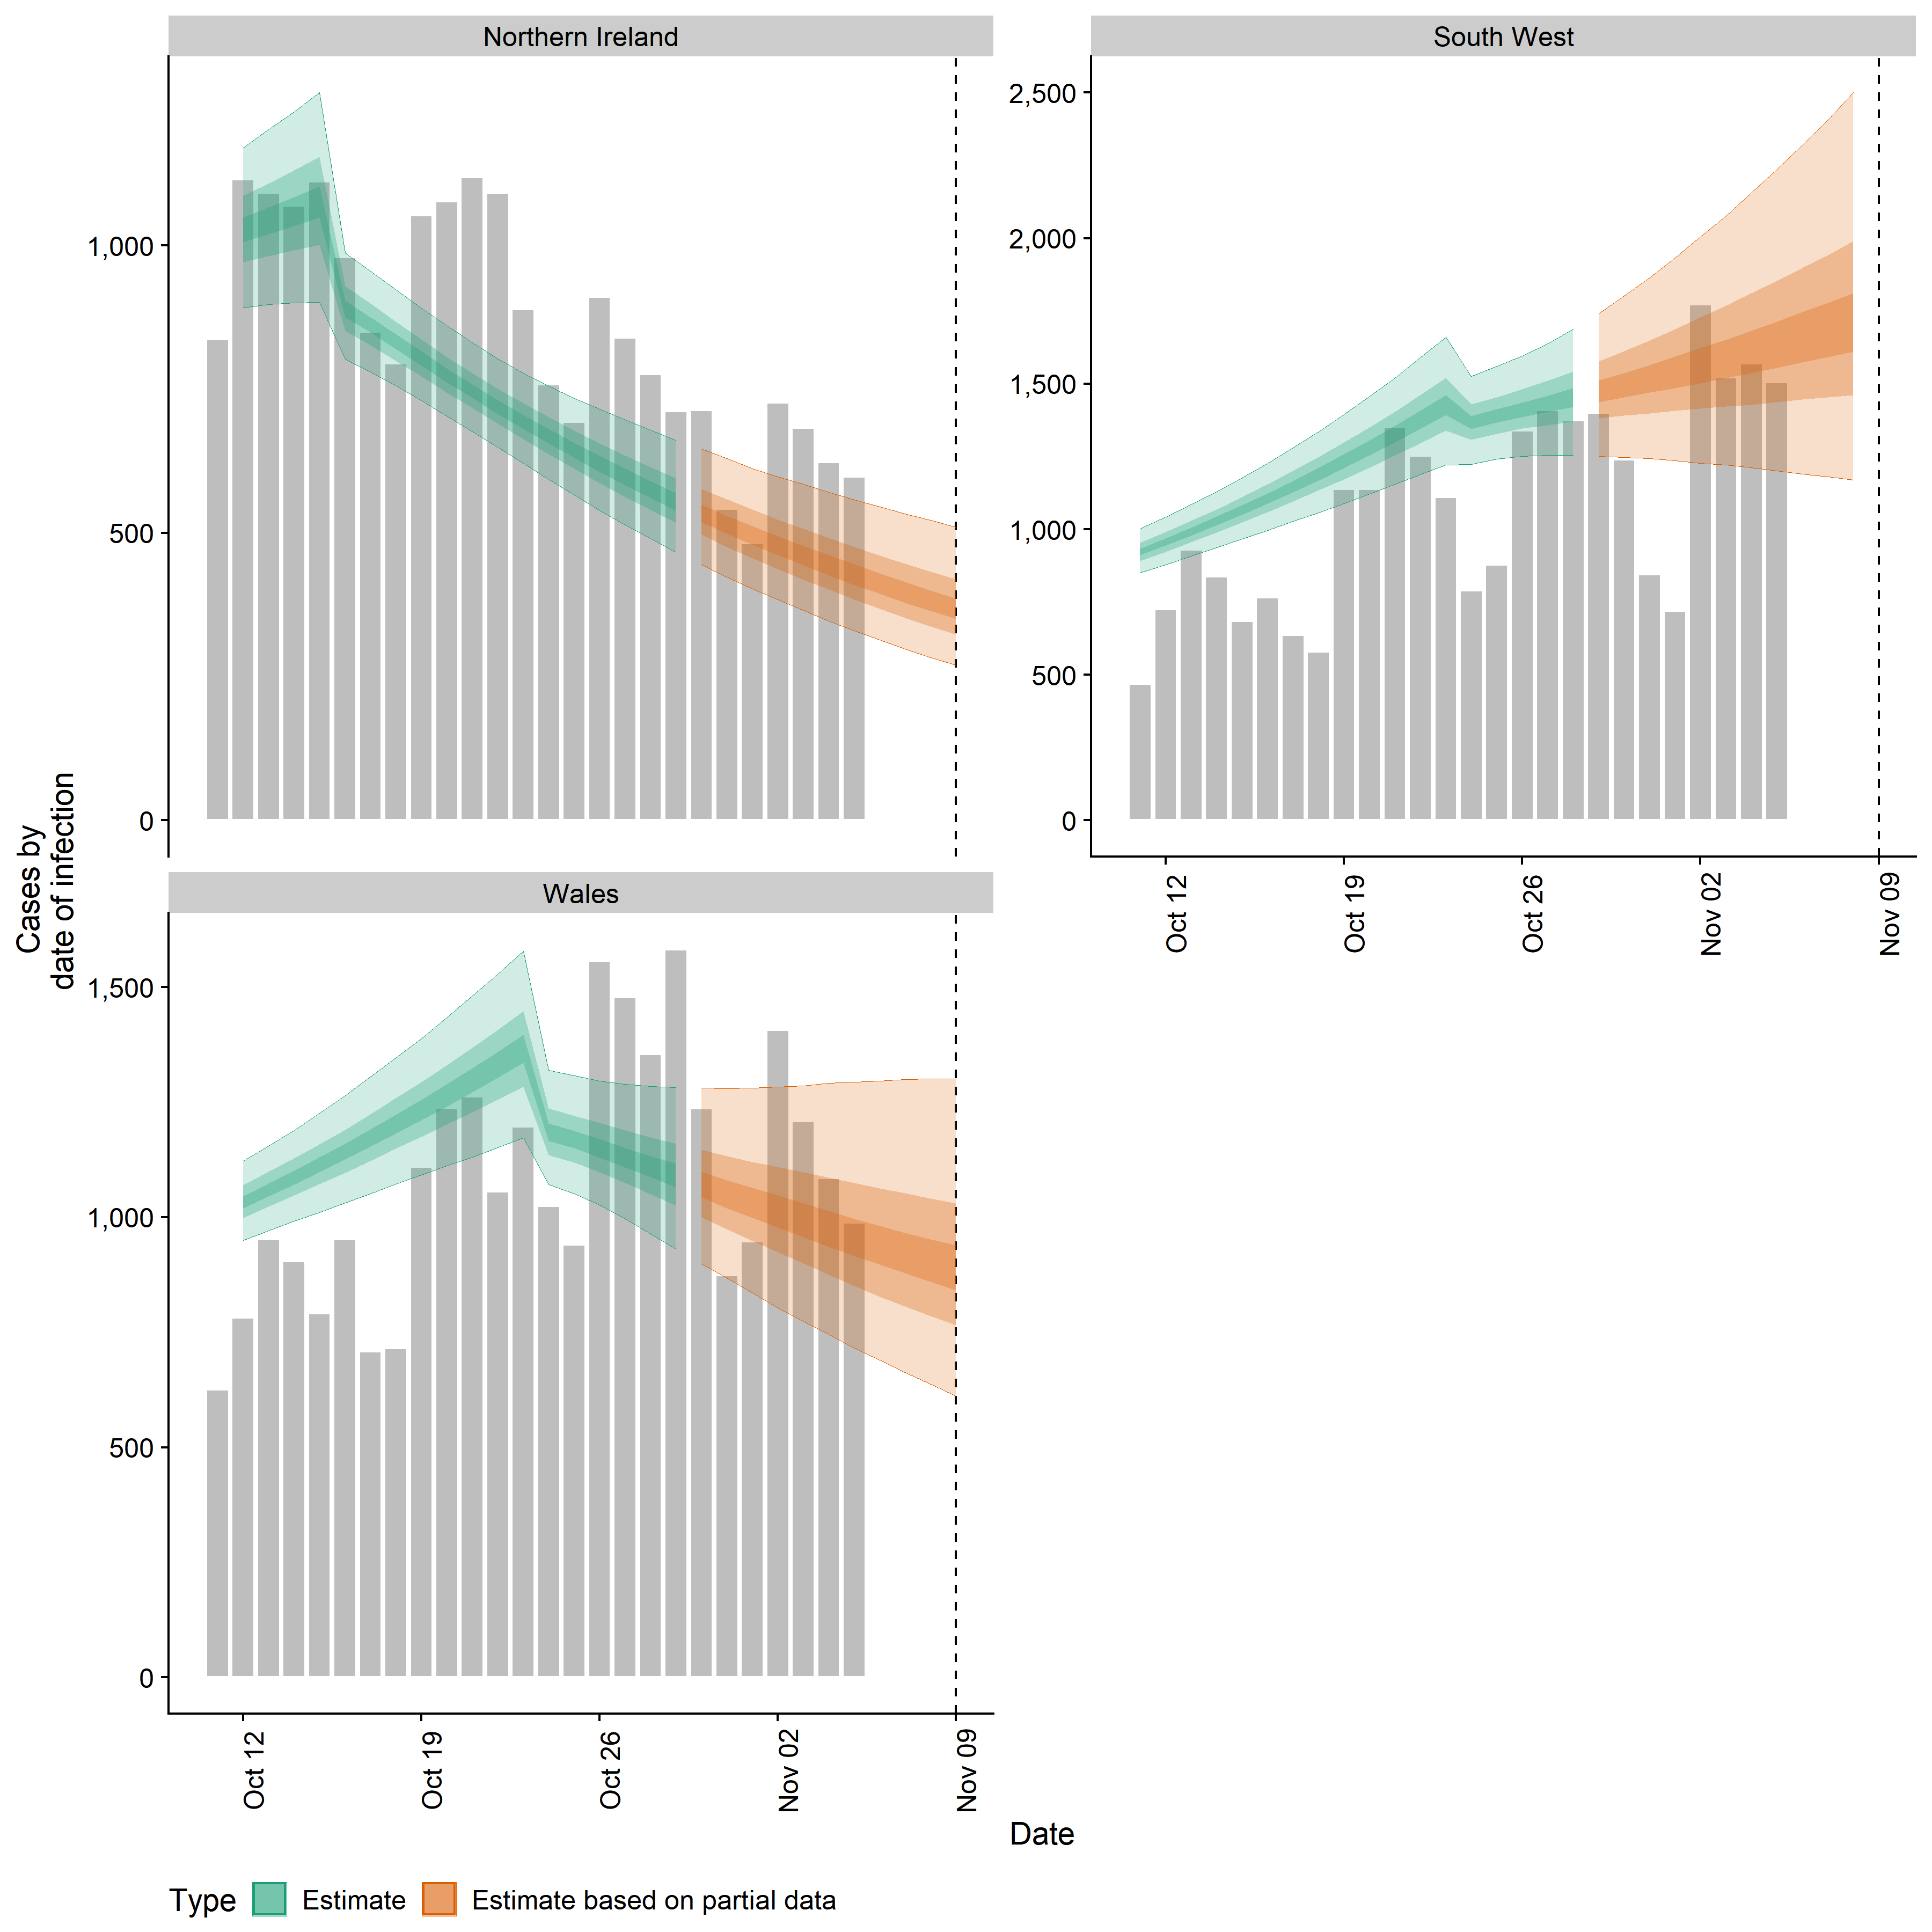 Northern Ireland
South West
1,000
500
0
2,500
2,000
1,500
1,000
500
0
Oct 12
Oct 19
Oct 26
Nov 02
Nov 09
Cases by
date of infection
Wales
1,500
1,000
500
0
Oct 12
Oct 19
Oct 26
Nov 02
Nov 09
Date
Type Estimate Estimate based on partial data